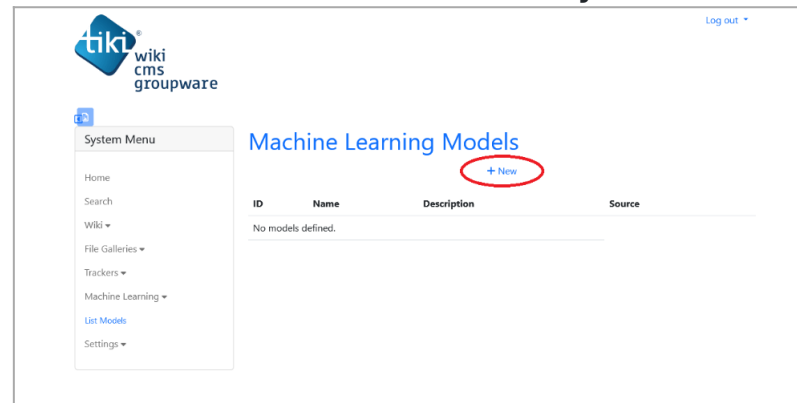 Log out
tiki®
wiki
cms
groupware
System Menu
Home
Search
Wiki
File Galleries
Trackers
Machine Learning
List Models
Settings
Machine Learning Models
+ New
ID Name Description Source
No models defined.